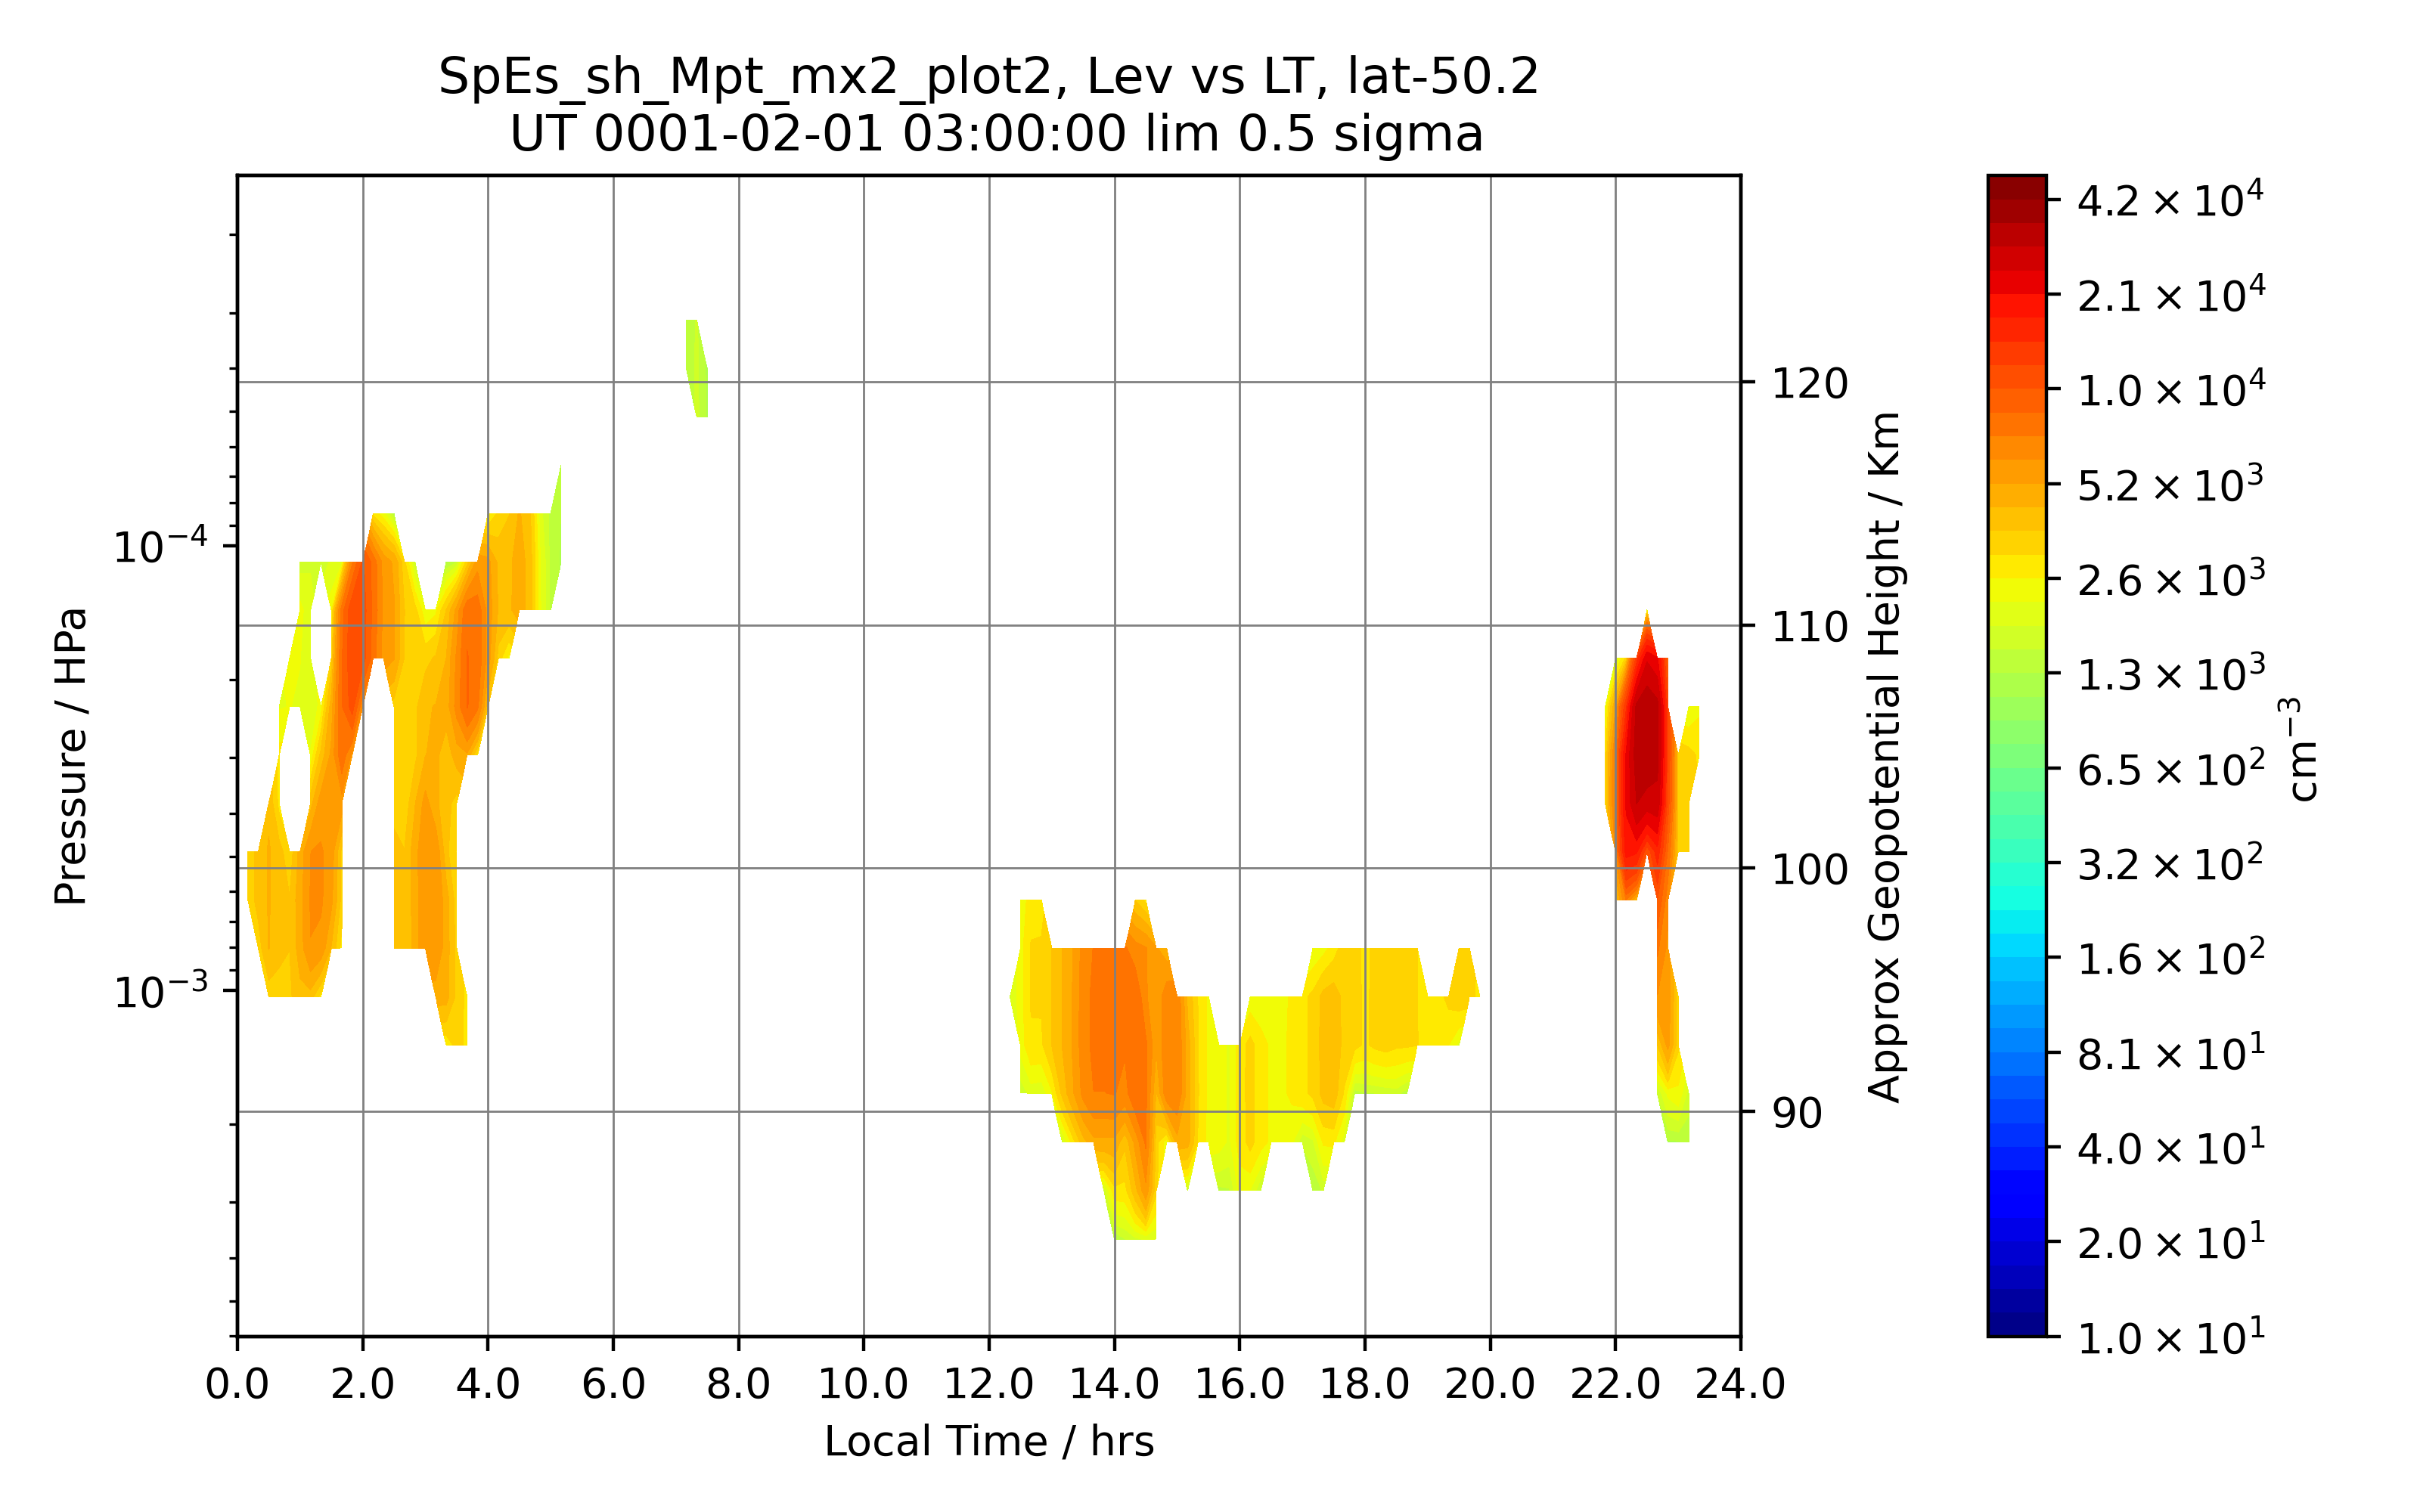 SpEs_sh_Mpt_mx2_plot2, Lev vs LT, lat-50.2
UT 0001-02-01 03:00:00 lim 0.5 sigma
Pressure / HPa
10⁻⁴
10⁻³
0.0 2.0 4.0 6.0 8.0 10.0 12.0 14.0 16.0 18.0 20.0 22.0 24.0
Local Time / hrs
120
110
100
90
Approx Geopotential Height / Km
4.2 × 10⁴
2.1 × 10⁴
1.0 × 10⁴
5.2 × 10³
2.6 × 10³
1.3 × 10³
6.5 × 10²
3.2 × 10²
1.6 × 10²
8.1 × 10¹
4.0 × 10¹
2.0 × 10¹
1.0 × 10¹
cm⁻³